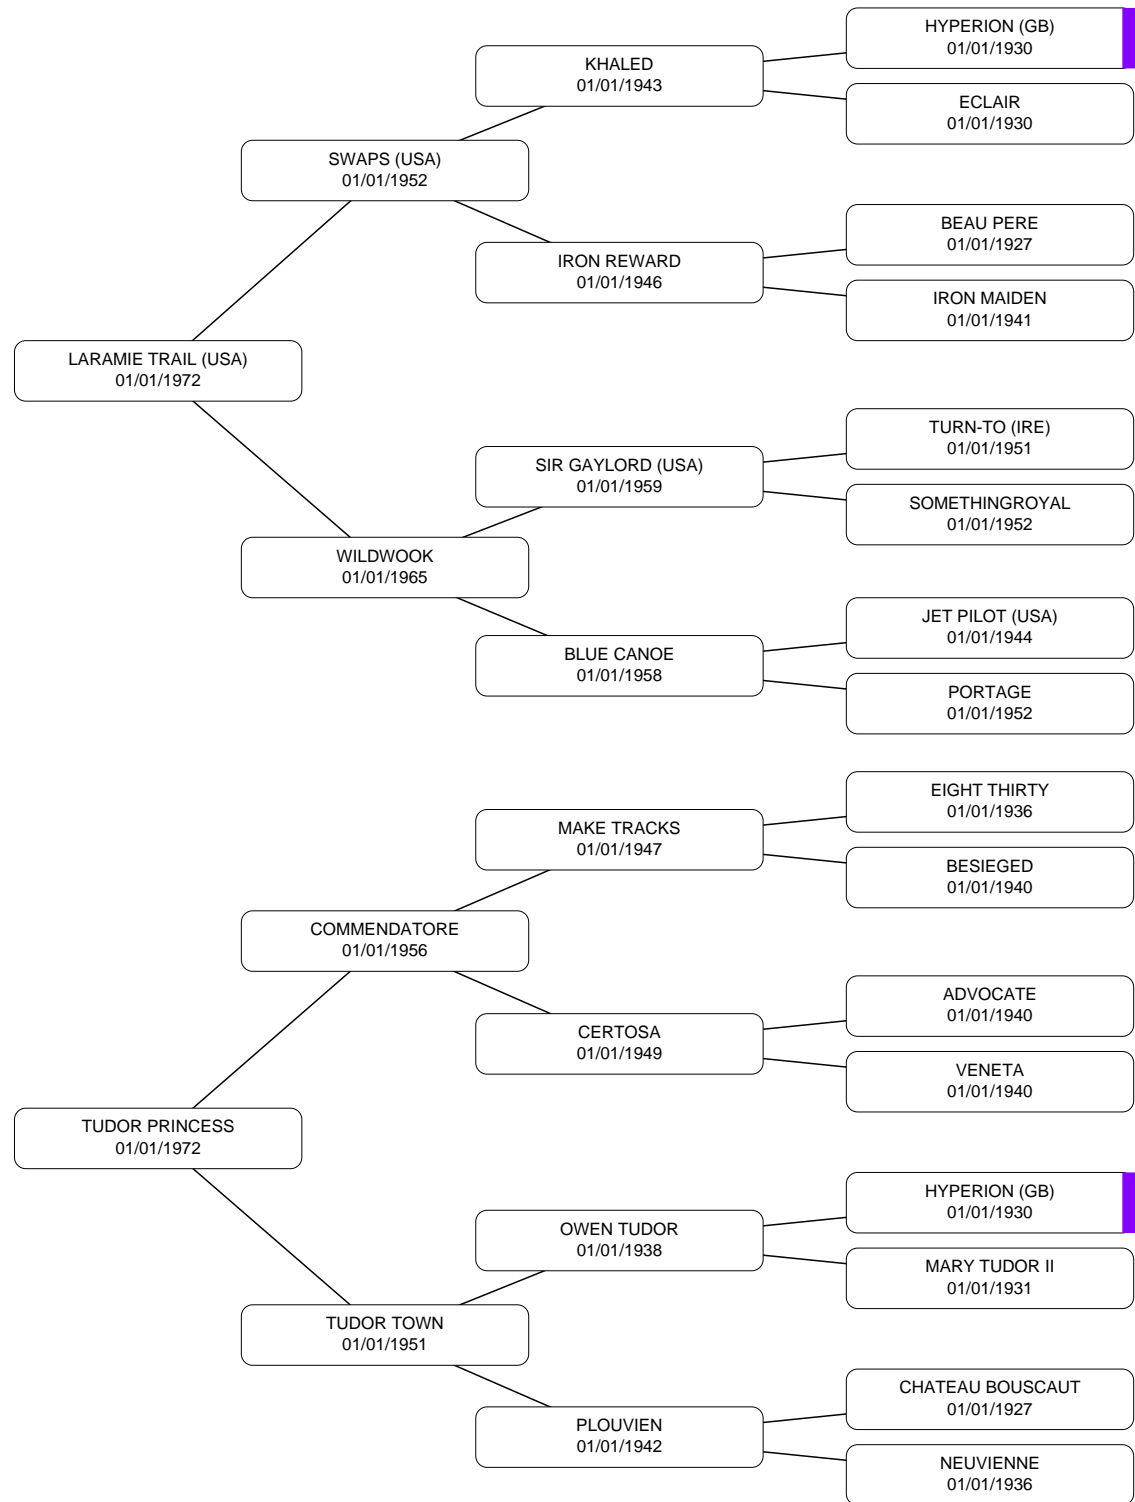 HYPERION (GB)
01/01/1930
KHALED
01/01/1943
ECLAIR
01/01/1930
SWAPS (USA)
01/01/1952
BEAU PERE
01/01/1927
IRON REWARD
01/01/1946
IRON MAIDEN
01/01/1941
LARAMIE TRAIL (USA)
01/01/1972
TURN-TO (IRE)
01/01/1951
SIR GAYLORD (USA)
01/01/1959
SOMETHINGROYAL
01/01/1952
WILDWOOK
01/01/1965
JET PILOT (USA)
01/01/1944
BLUE CANOE
01/01/1958
PORTAGE
01/01/1952
EIGHT THIRTY
01/01/1936
MAKE TRACKS
01/01/1947
BESIEGED
01/01/1940
COMMENDATORE
01/01/1956
ADVOCATE
01/01/1940
CERTOSA
01/01/1949
VENETA
01/01/1940
TUDOR PRINCESS
01/01/1972
HYPERION (GB)
01/01/1930
OWEN TUDOR
01/01/1938
MARY TUDOR II
01/01/1931
TUDOR TOWN
01/01/1951
CHATEAU BOUSCAUT
01/01/1927
PLOUVIEN
01/01/1942
NEUVIENNE
01/01/1936